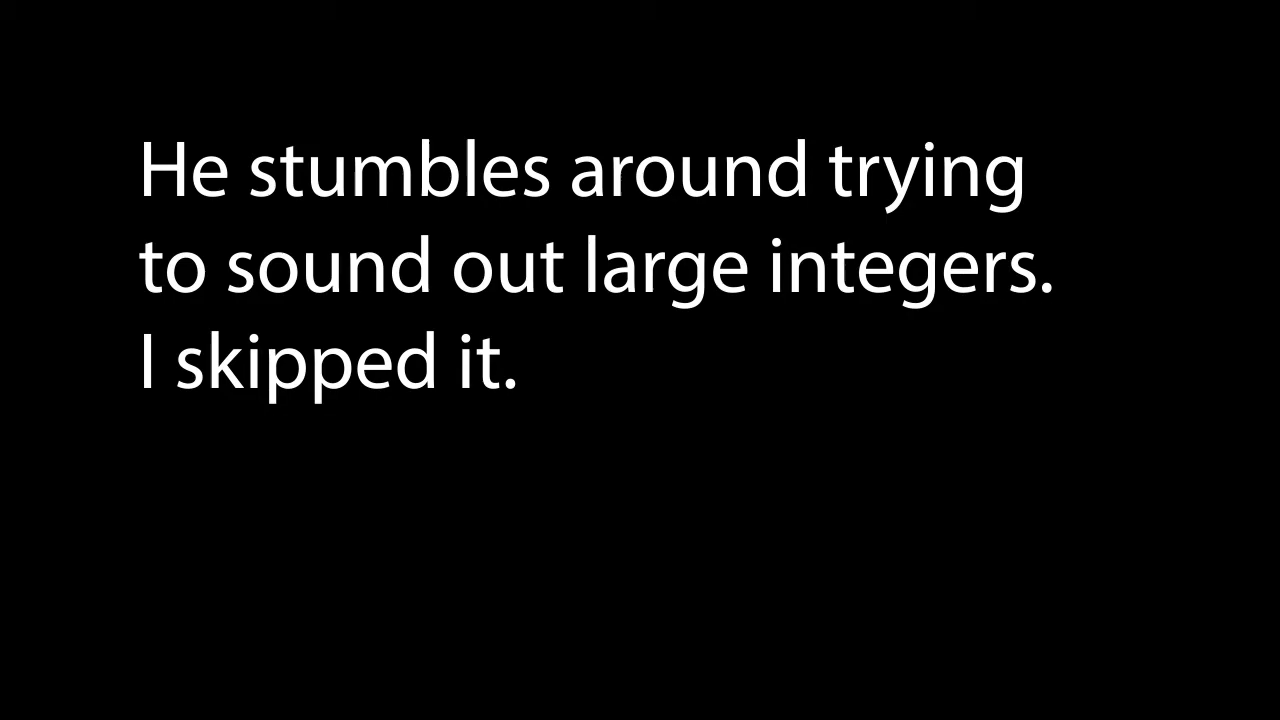 He stumbles around trying
to sound out large integers.
I skipped it.